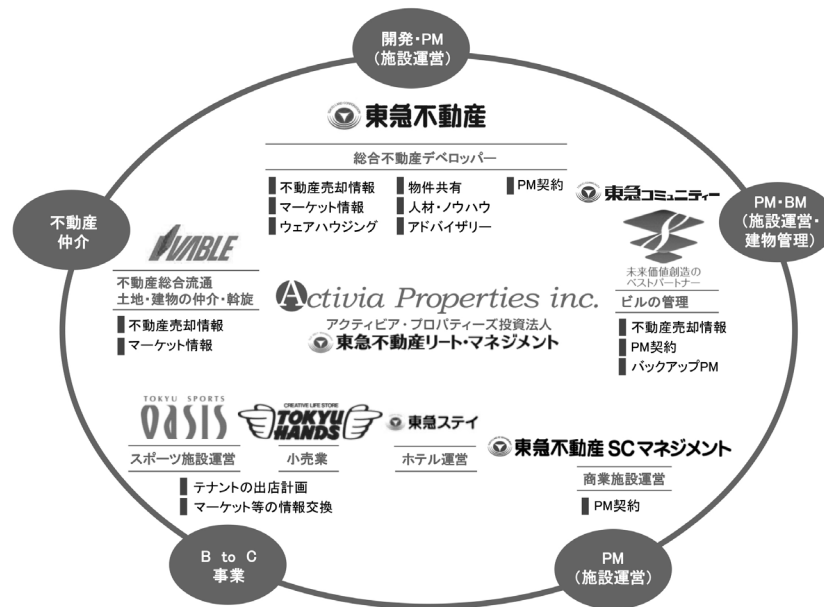 開発・PM
(施設運営)
東急不動産
総合不動産デベロッパー
不動産売却情報
マーケット情報
ウェアハウジング
物件共有
人材・ノウハウ
アドバイザリー
PM契約
東急コミュニティー
未来価値創造の
ベストパートナー
ビルの管理
不動産売却情報
PM契約
バックアップPM
PM・BM
(施設運営・
建物管理)
不動産
仲介
LIVABLE
不動産総合流通
土地・建物の仲介・斡旋
不動産売却情報
マーケット情報
Activia Properties inc.
アクティビア・プロパティーズ投資法人
東急不動産リート・マネジメント
TOKYU SPORTS
OASIS
スポーツ施設運営
CREATIVE LIFE STORE
TOKYU
HANDS
小売業
東急ステイ
ホテル運営
テナントの出店計画
マーケット等の情報交換
東急不動産SCマネジメント
商業施設運営
PM契約
B to C
事業
PM
(施設運営)